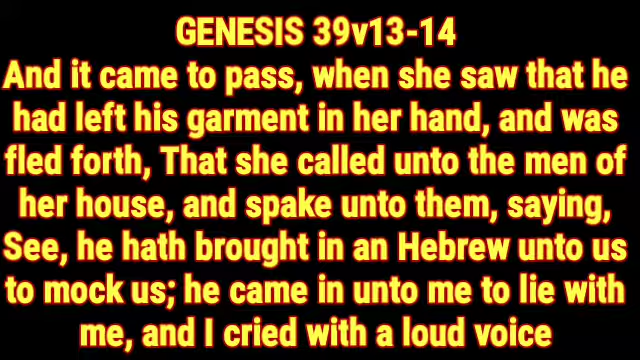 GENESIS 39v13-14
And it came to pass, when she saw that he
had left his garment in her hand, and was
fled forth, That she called unto the men of
her house, and spake unto them, saying,
See, he hath brought in an Hebrew unto us
to mock us; he came in unto me to lie with
me, and I cried with a loud voice